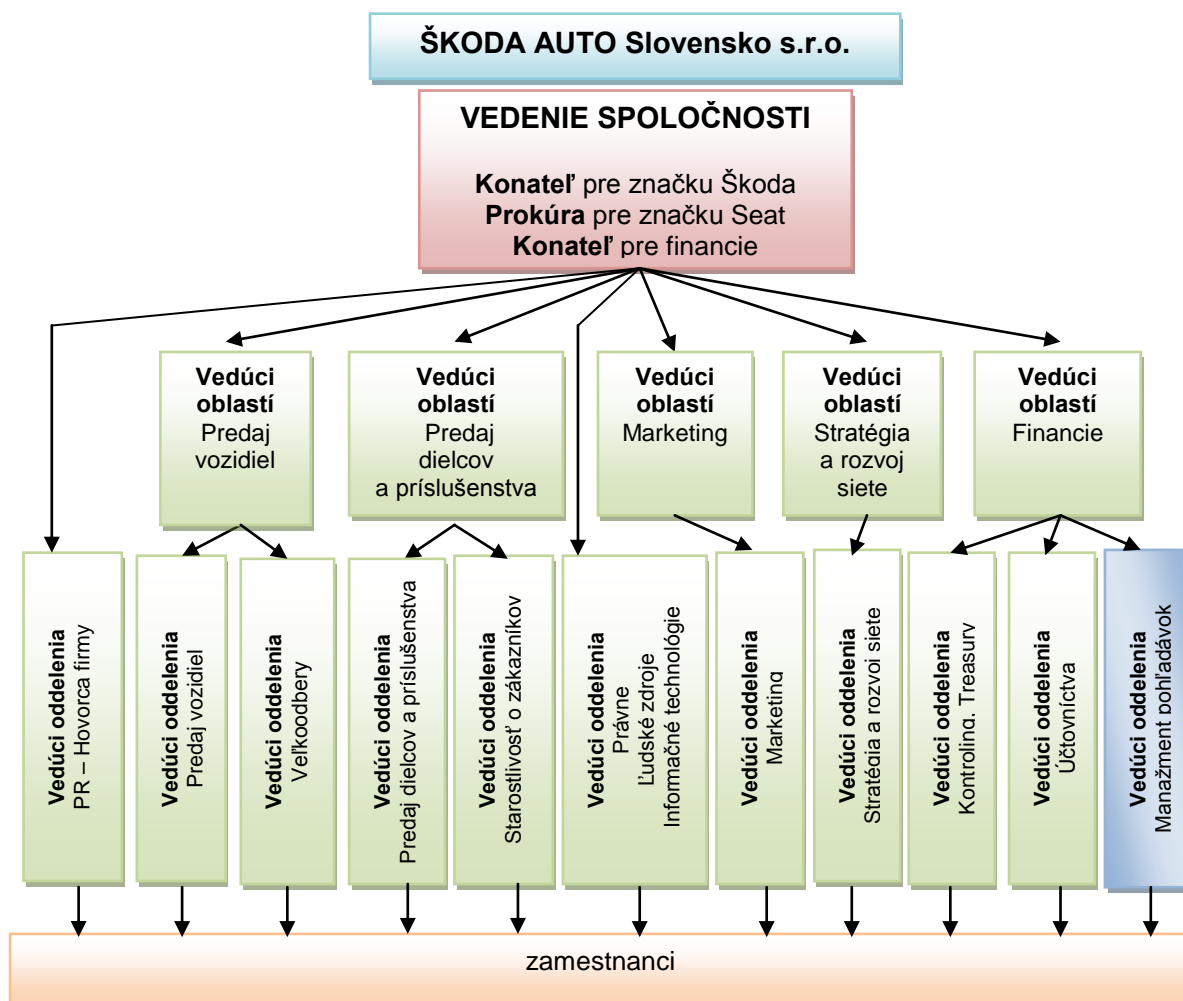 ŠKODA AUTO Slovensko s.r.o.
VEDENIE SPOLOČNOSTI
Konateľ pre značku Škoda
Prokúra pre značku Seat
Konateľ pre financie
Vedúci
oblastí
Predaj
vozidiel
Vedúci
oblastí
Predaj
dielcov
a príslušenstva
Vedúci
oblastí
Marketing
Vedúci
oblastí
Stratégia
a rozvoj
siete
Vedúci
oblastí
Financie
Vedúci oddelenia
PR – Hovorca firmy
Vedúci oddelenia
Predaj vozidiel
Vedúci oddelenia
Veľkoodbery
Vedúci oddelenia
Predaj dielcov a príslušenstva
Vedúci oddelenia
Starostlivosť o zákazníkov
Vedúci oddelenia
Právne
Ľudské zdroje
Informačné technológie
Vedúci oddelenia
Marketing
Vedúci oddelenia
Stratégia a rozvoj siete
Vedúci oddelenia
Kontroling, Treasury
Vedúci oddelenia
Účtovníctva
Vedúci oddelenia
Manažment pohľadávok
zamestnanci